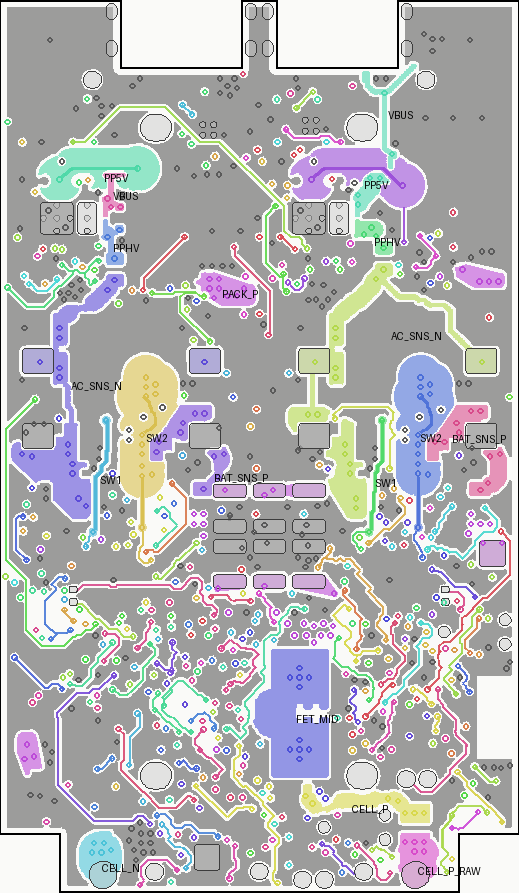 VBUS
PP5V
VBUS
PP5V
PPHV
PPHV
PACK_P
AC_SNS_N
AC_SNS_N
SW2
SW2
BAT_SNS_P
BAT_SNS_P
SW1
SW1
FET_MID
CELL_P
CELL_N
CELL_P_RAW